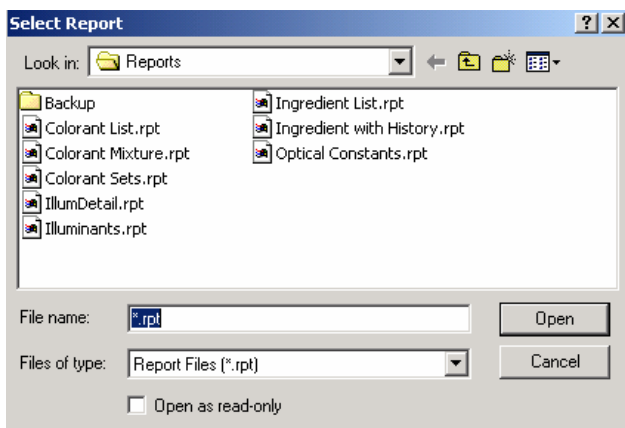 Select Report
Look in: Reports
Backup
Colorant List.rpt
Colorant Mixture.rpt
Colorant Sets.rpt
IllumDetail.rpt
Illuminants.rpt
Ingredient List.rpt
Ingredient with History.rpt
Optical Constants.rpt
File name: *.rpt
Open
Files of type: Report Files (*.rpt)
Cancel
Open as read-only